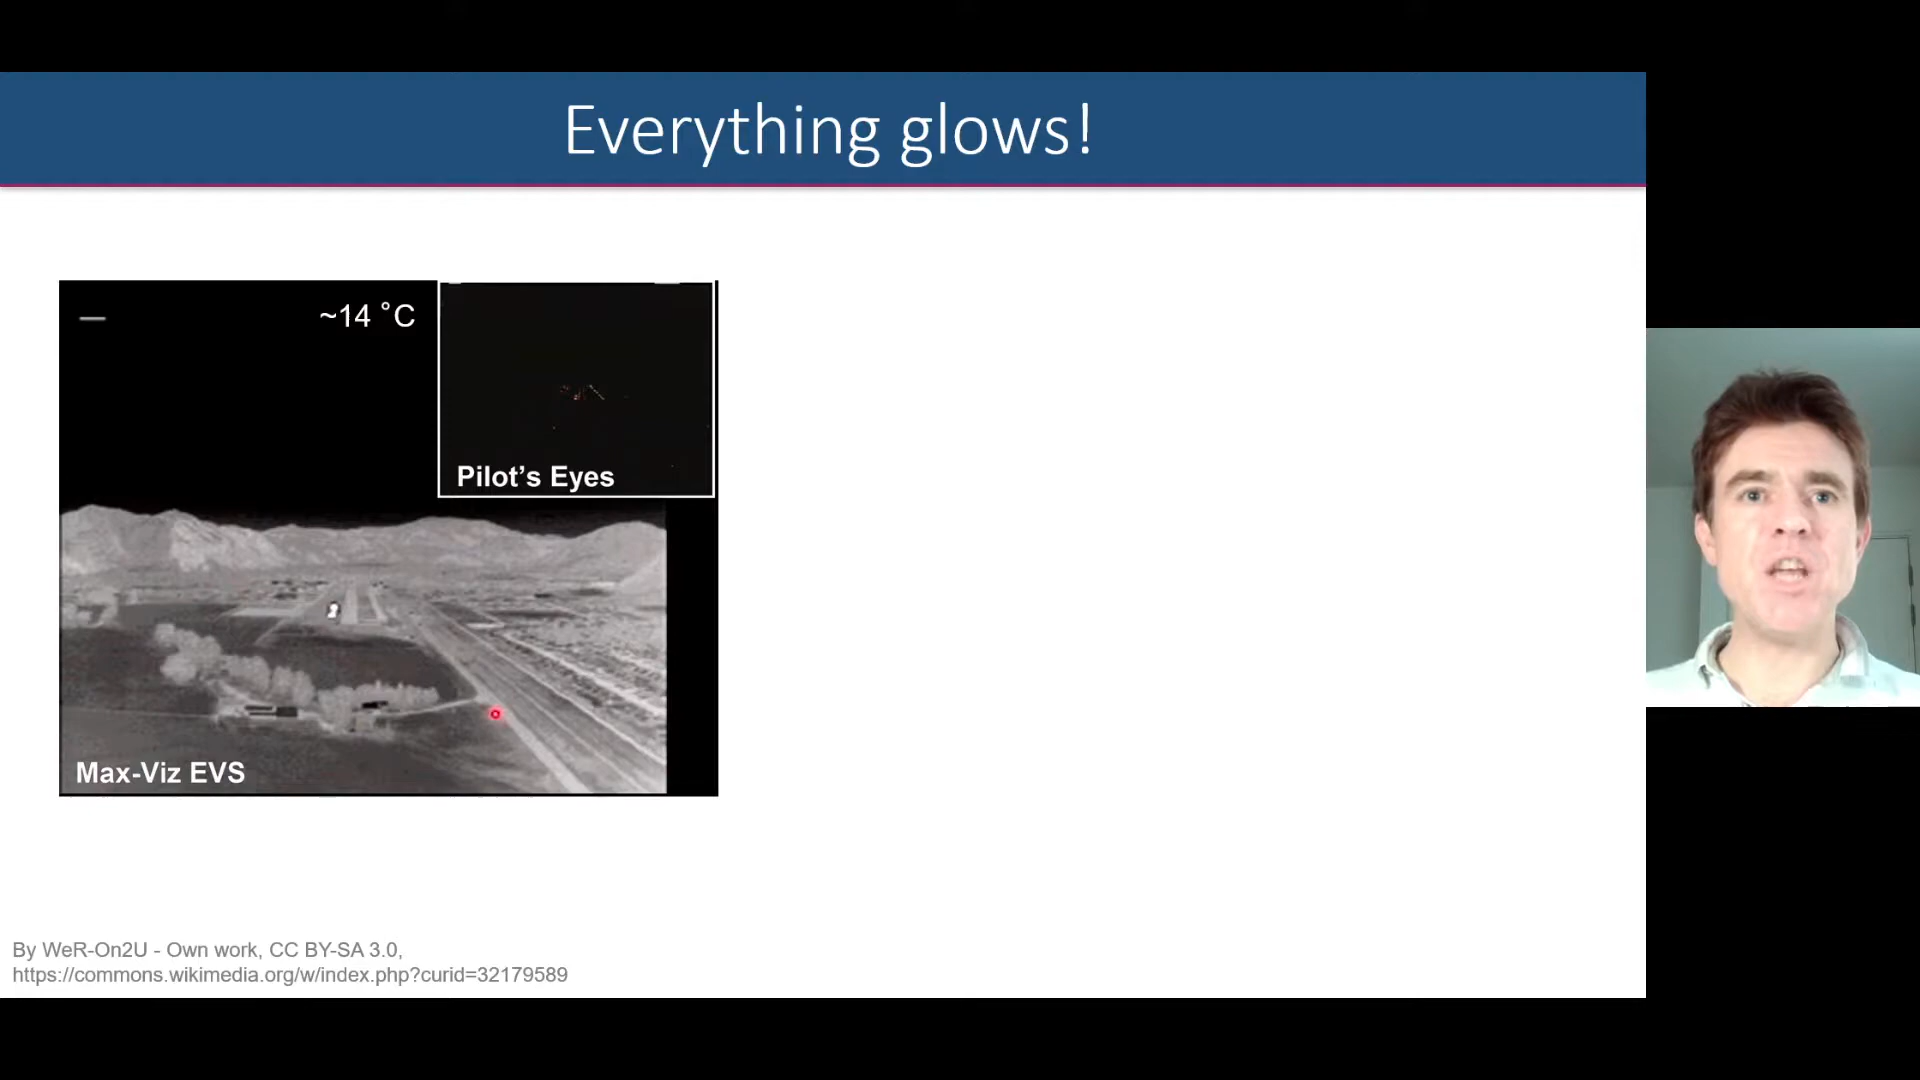 Everything glows!
~14 ˚C
Pilot’s Eyes
Max-Viz EVS
By WeR-On2U - Own work, CC BY-SA 3.0,
https://commons.wikimedia.org/w/index.php?curid=32179589